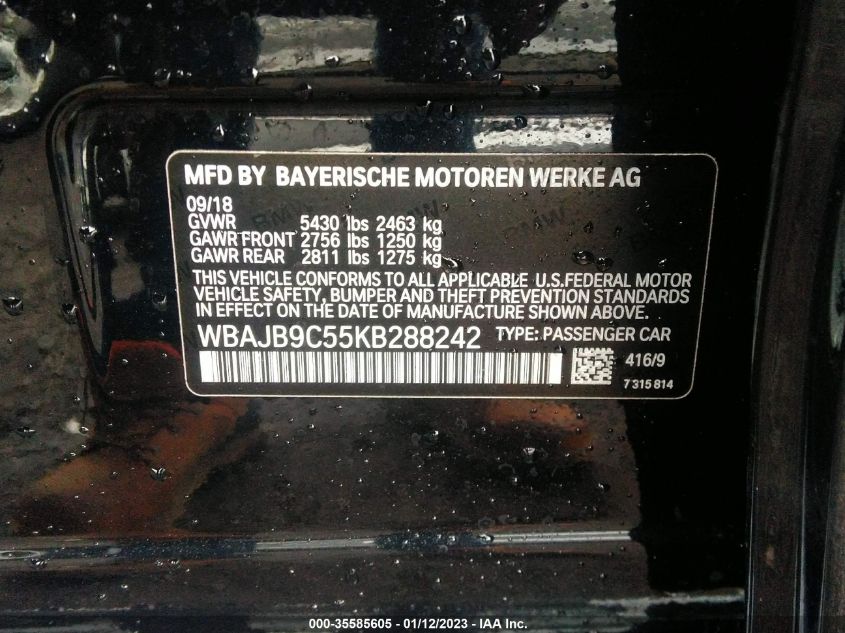 MFD BY BAYERISCHE MOTOREN WERKE AG
09/18
GVWR 5430 lbs 2463 kg
GAWR FRONT 2756 lbs 1250 kg
GAWR REAR 2811 lbs 1275 kg
THIS VEHICLE CONFORMS TO ALL APPLICABLE U.S.FEDERAL MOTOR
VEHICLE SAFETY, BUMPER AND THEFT PREVENTION STANDARDS
IN EFFECT ON THE DATE OF MANUFACTURE SHOWN ABOVE.
WBAJB9C55KB288242 TYPE: PASSENGER CAR
416/9
7 315 814
000-35585605 - 01/12/2023 - IAA Inc.